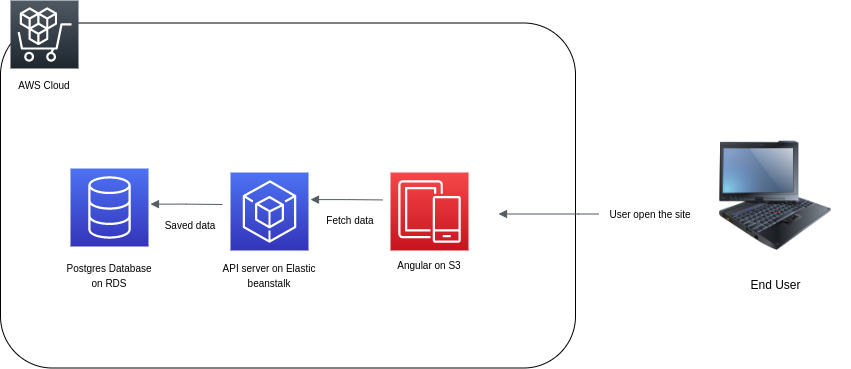 AWS Cloud
Saved data
Fetch data
User open the site
Postgres Database
on RDS
API server on Elastic
beanstalk
Angular on S3
End User